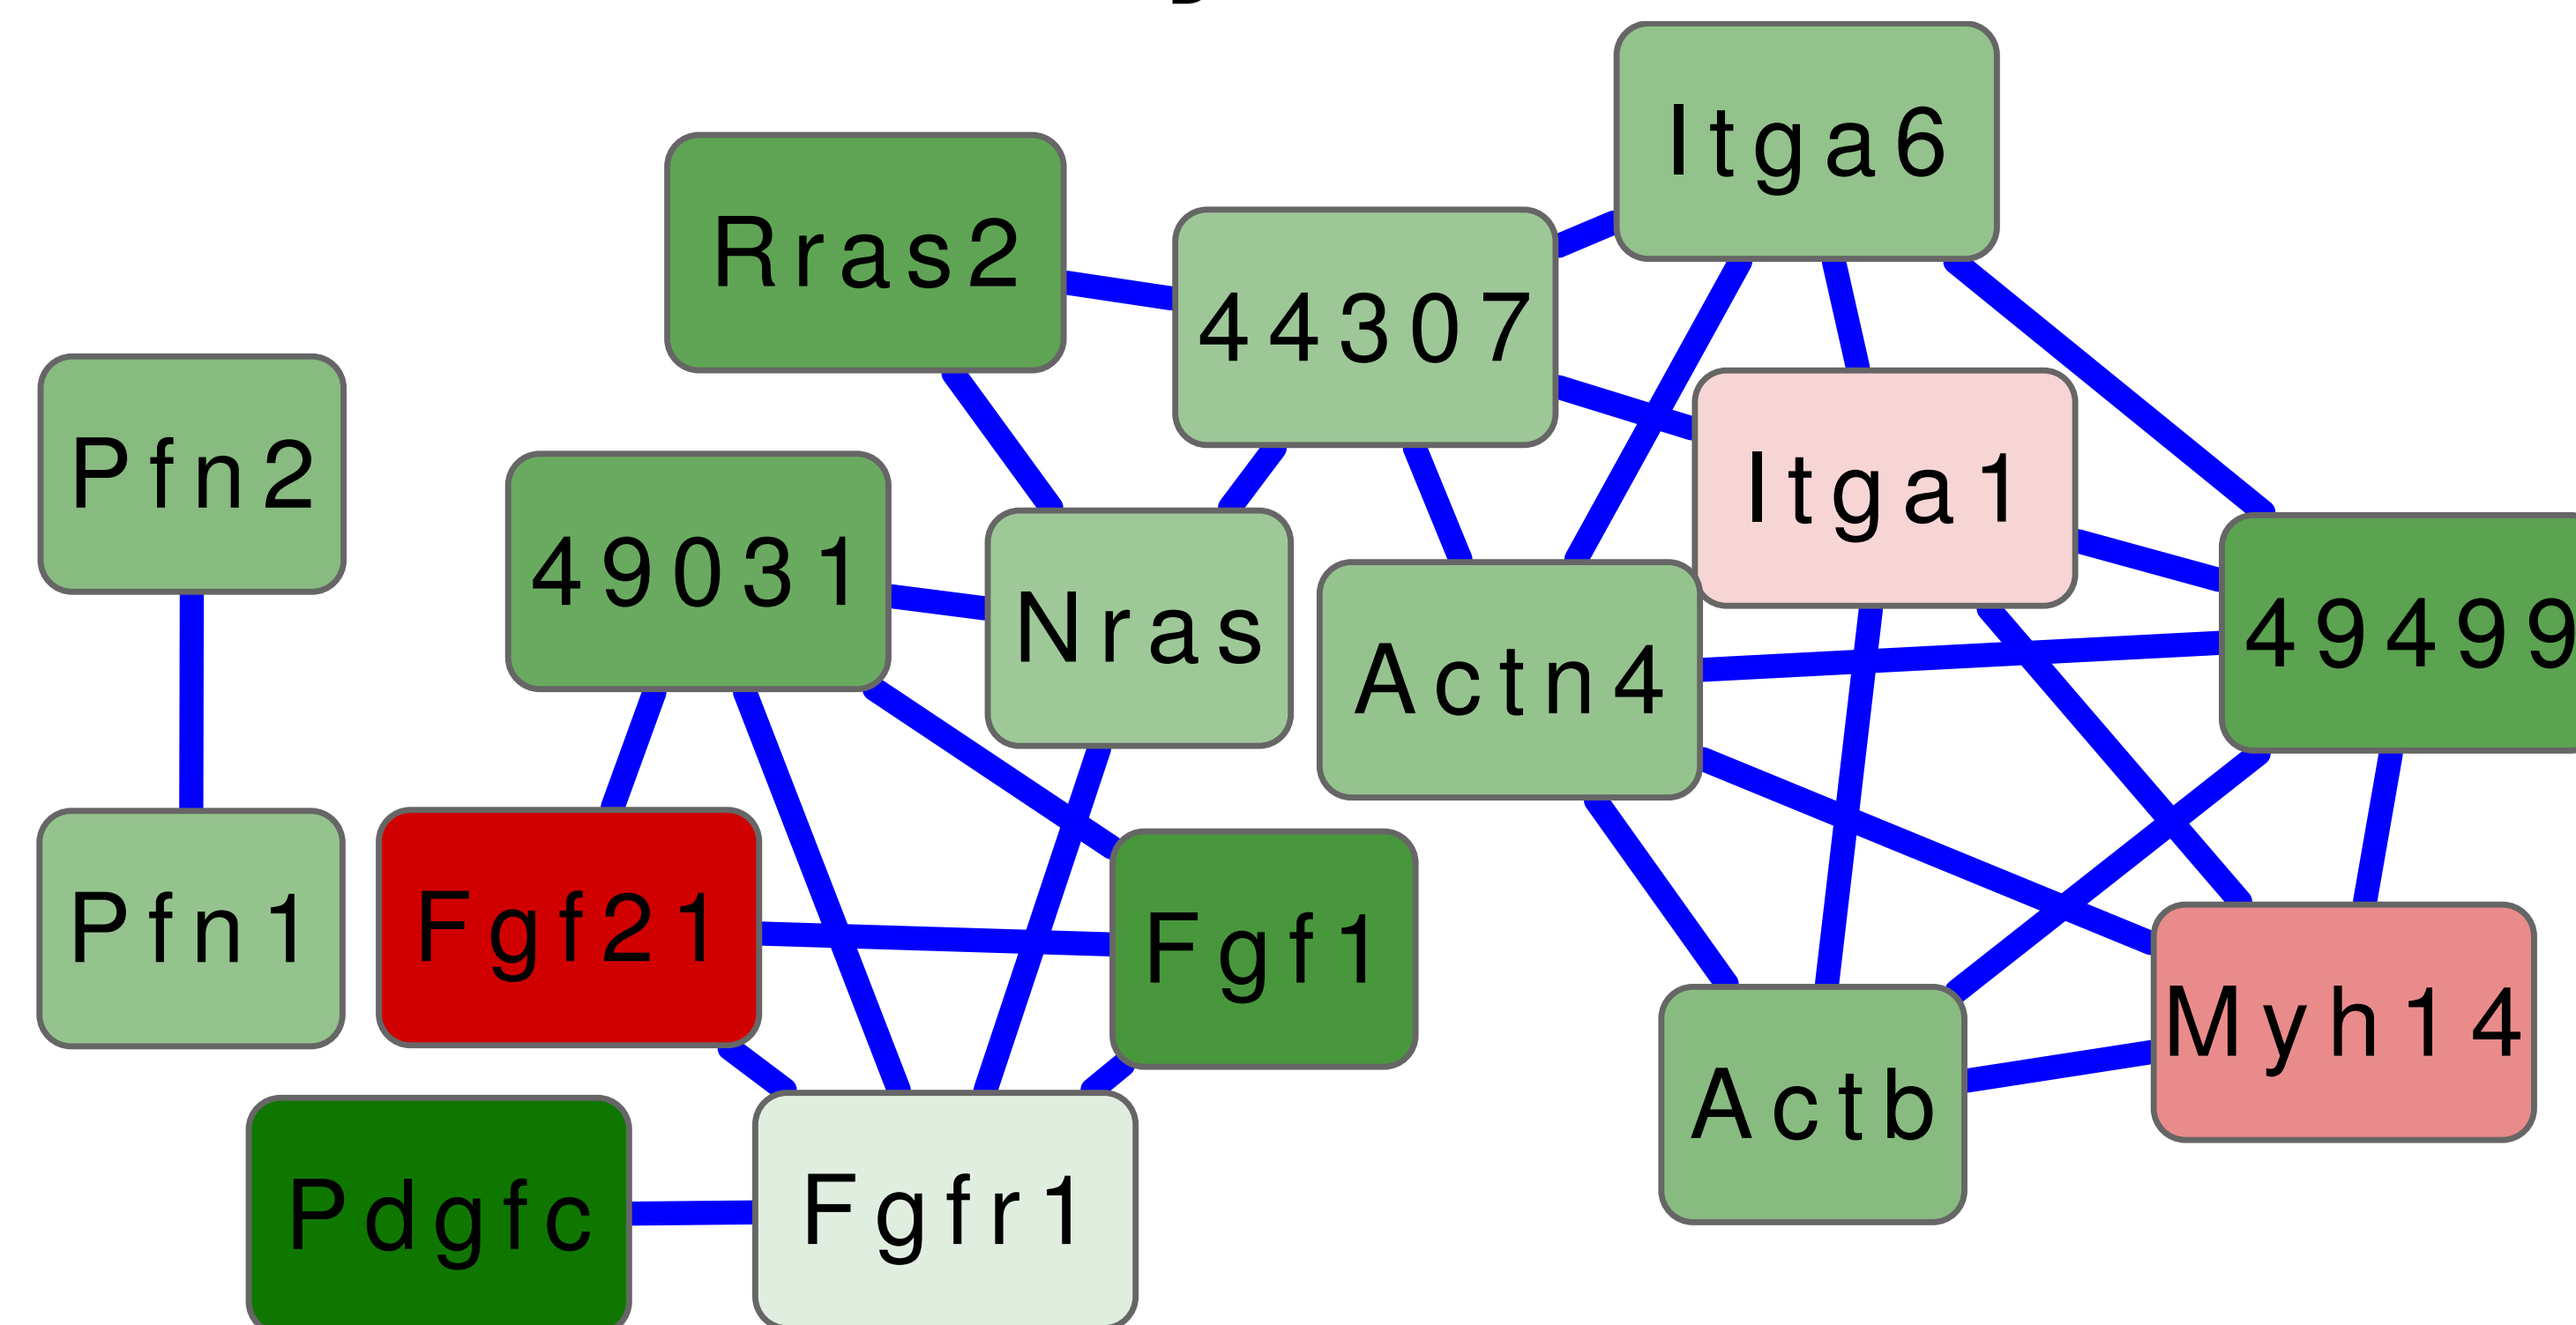 Itga6
Rras2
44307
Pfn2
Itga1
49031
Nras
49499
Actn4
Pfn1
Fgf21
Fgf1
Myh14
Actb
Pdgfc
Fgfr1